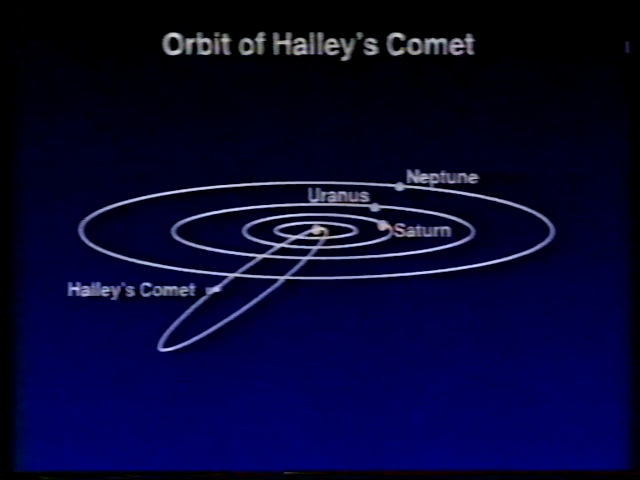 Orbit of Halley's Comet
Neptune
Uranus
Saturn
Halley's Comet